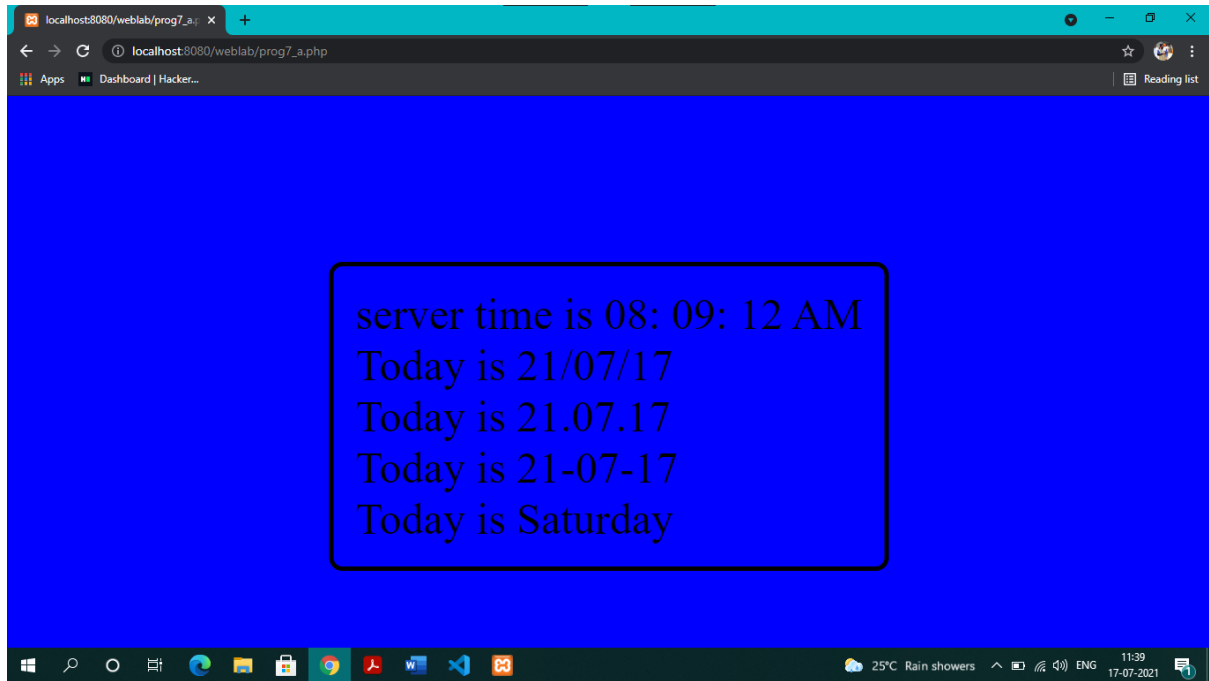 localhost:8080/weblab/prog7_a.p
localhost:8080/weblab/prog7_a.php
Apps
Dashboard | Hacker...
Reading list
server time is 08: 09: 12 AM
Today is 21/07/17
Today is 21.07.17
Today is 21-07-17
Today is Saturday
25°C Rain showers
ENG
11:39
17-07-2021